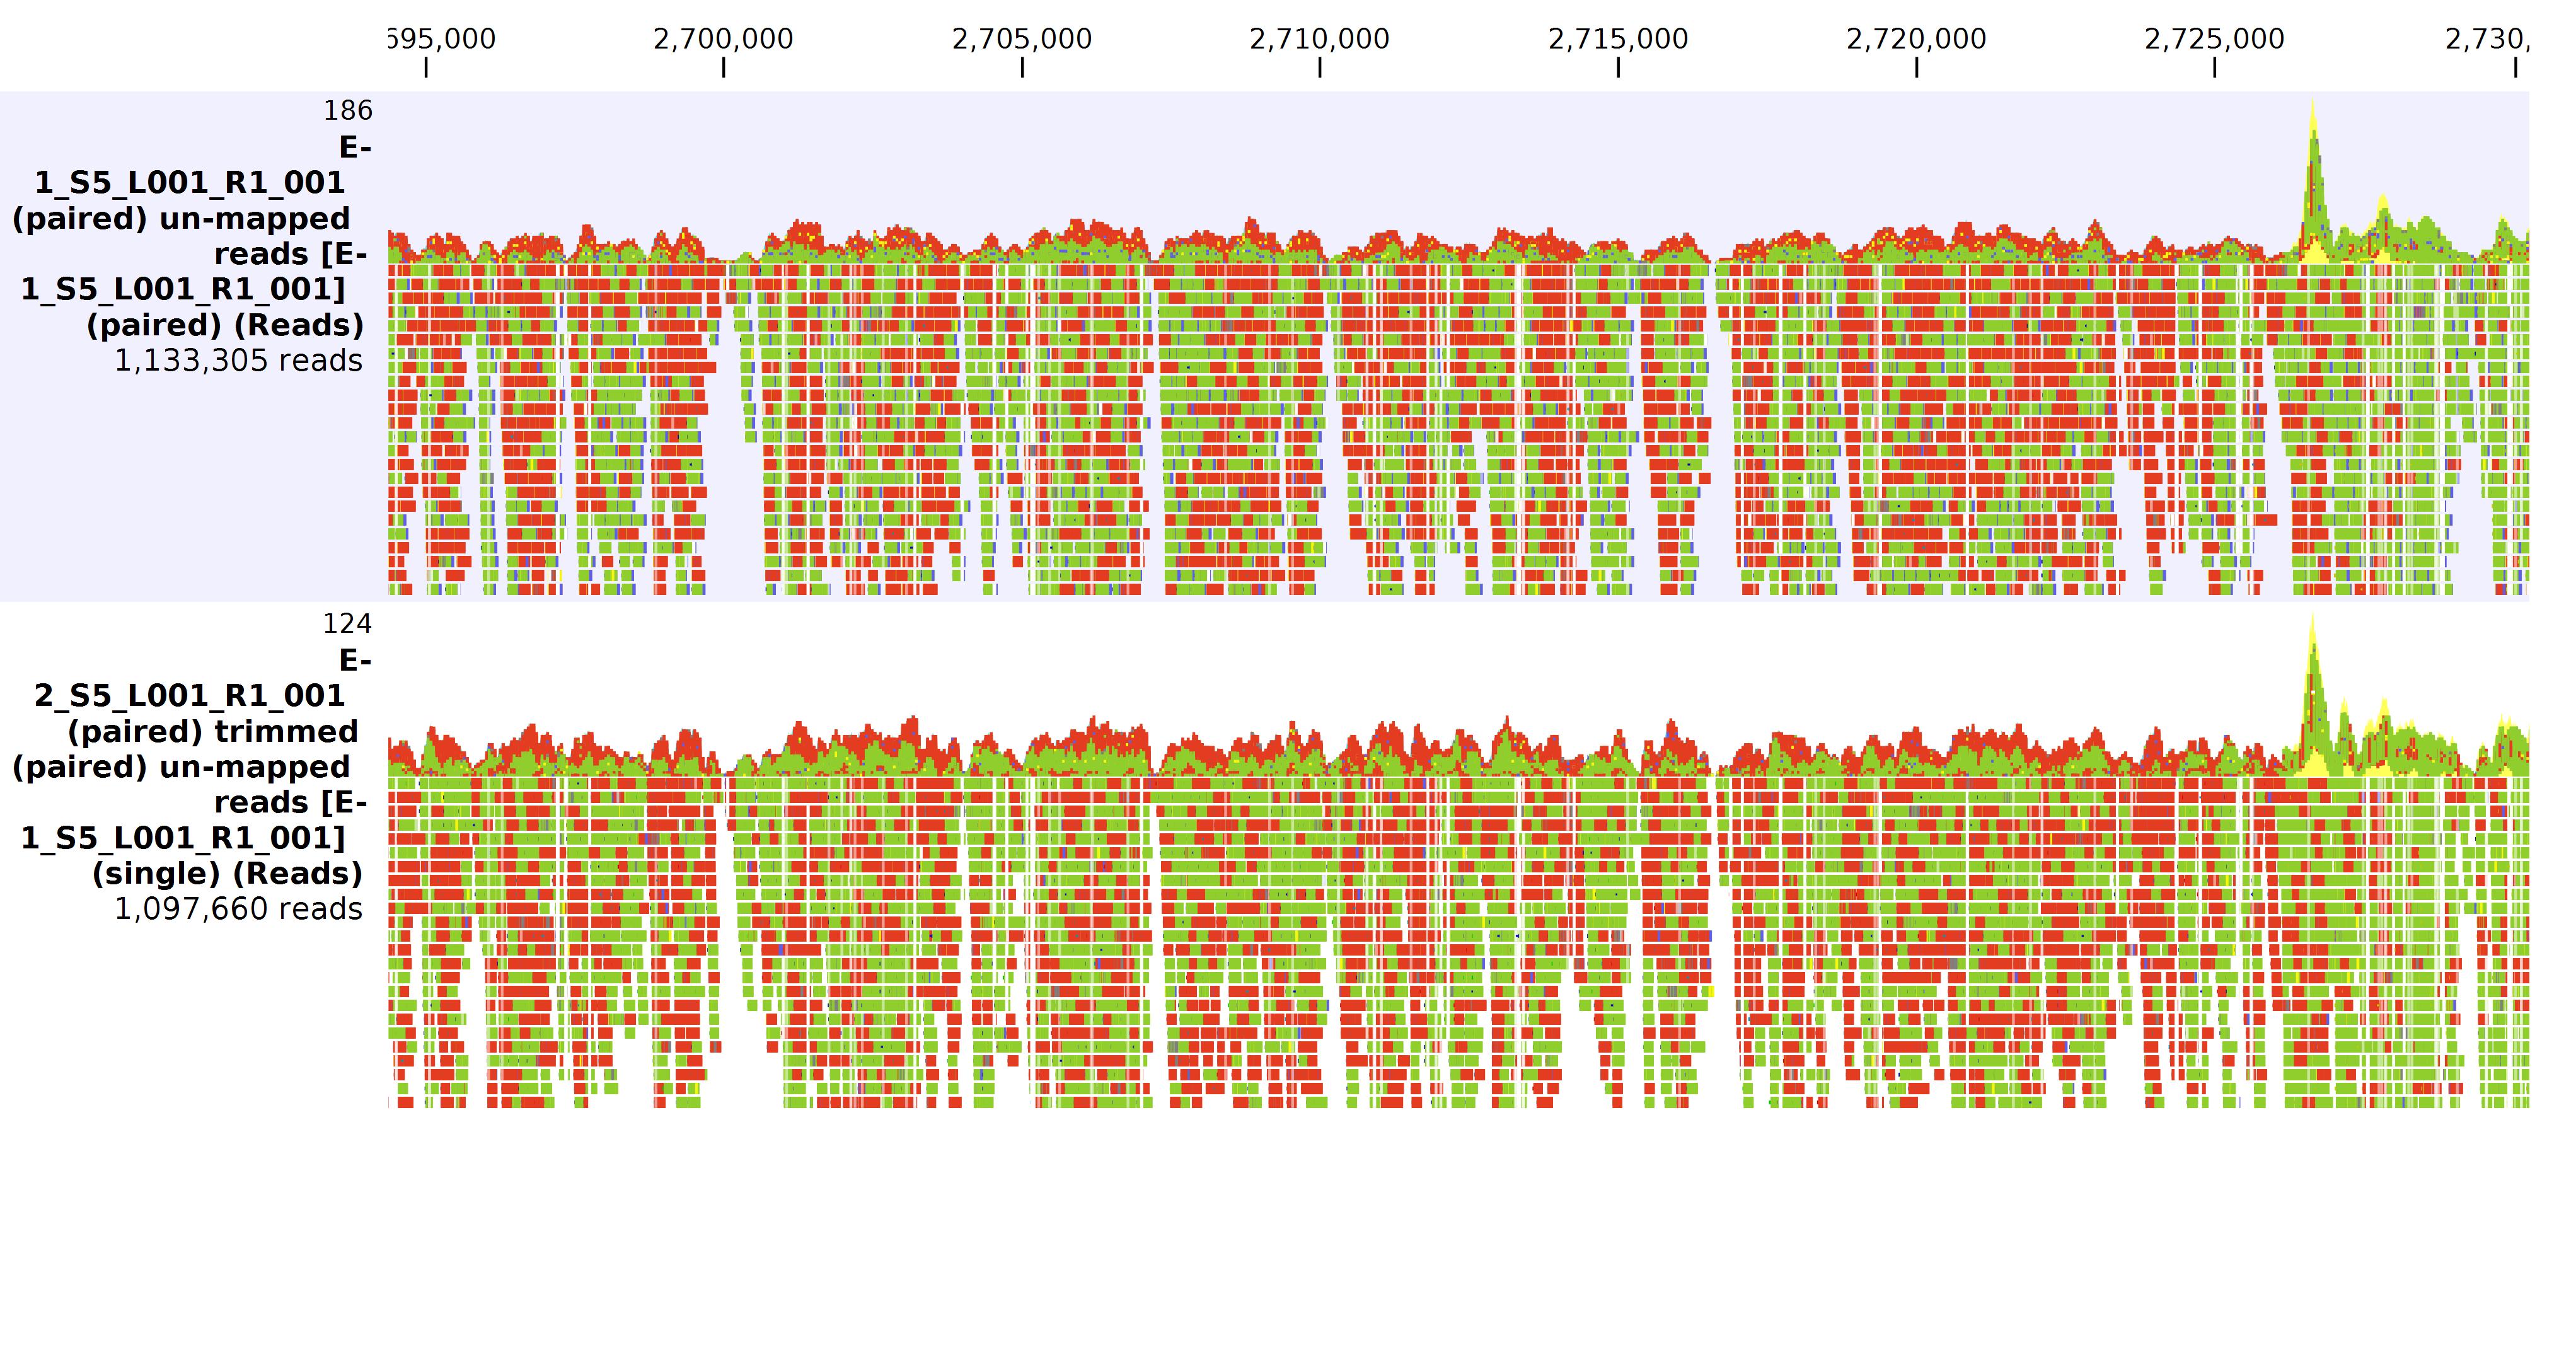 695,000 2,700,000 2,705,000 2,710,000 2,715,000 2,720,000 2,725,000 2,730,
186
E-
1_S5_L001_R1_001
(paired) un-mapped
reads [E-
1_S5_L001_R1_001]
(paired) (Reads)
1,133,305 reads
124
E-
2_S5_L001_R1_001
(paired) trimmed
(paired) un-mapped
reads [E-
1_S5_L001_R1_001]
(single) (Reads)
1,097,660 reads